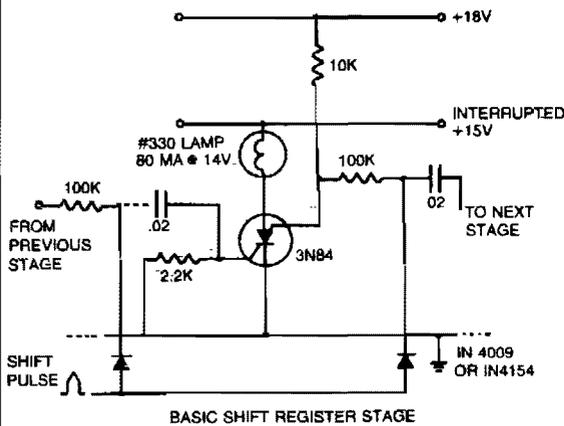 +18V
10K
INTERRUPTED
+15V
#330 LAMP
80 MA @ 14V
100K
100K
.02
02
FROM
PREVIOUS
STAGE
TO NEXT
STAGE
3N84
2.2K
SHIFT
PULSE
IN 4009
OR IN4154
BASIC SHIFT REGISTER STAGE